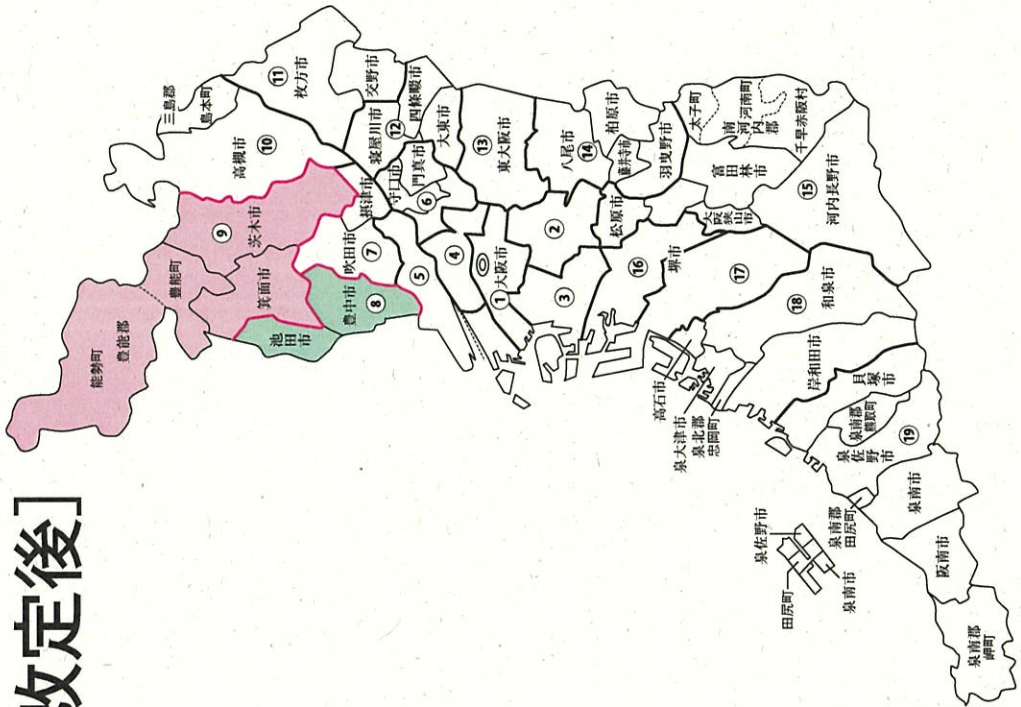 改定後]
能勢町
豊能郡
豊能町
池田市
箕面市
⑨
茨木市
豊中市
⑧
吹田市
⑦
摂津市
三島郡
島本町
高槻市
⑩
⑪
枚方市
交野市
寝屋川市
⑫
四條畷市
守口市
門真市
⑥
大東市
⑤
④
大阪市
①
②
③
⑬
東大阪市
八尾市
⑭
柏原市
藤井寺市
松原市
羽曳野市
太子町
南河内郡
河南町
千早赤阪村
富田林市
大阪狭山市
⑮
河内長野市
⑯
堺市
⑰
高石市
泉大津市
泉北郡
忠岡町
⑱
和泉市
岸和田市
貝塚市
泉南郡
熊取町
泉佐野市
⑲
泉南郡
田尻町
泉南市
泉佐野市
田尻町
泉南市
阪南市
泉南郡
岬町